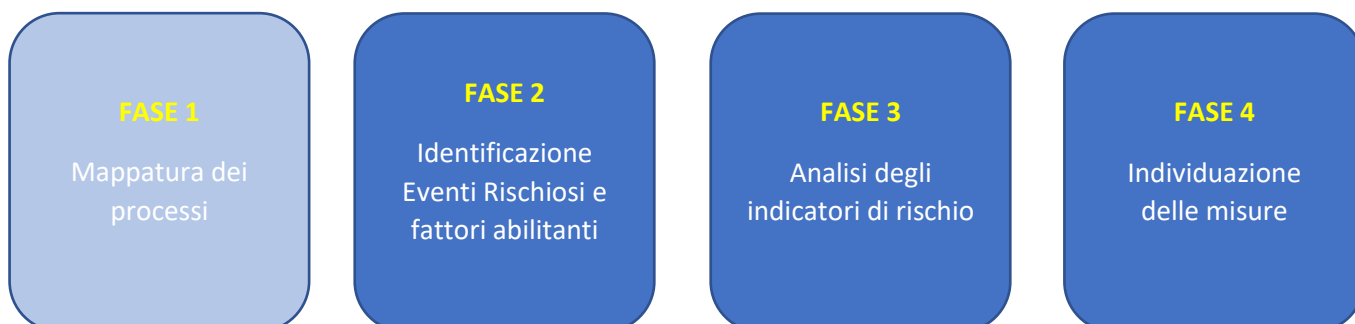 FASE 1
Mappatura dei
processi
FASE 2
Identificazione
Eventi Rischiosi e
fattori abilitanti
FASE 3
Analisi degli
indicatori di rischio
FASE 4
Individuazione
delle misure